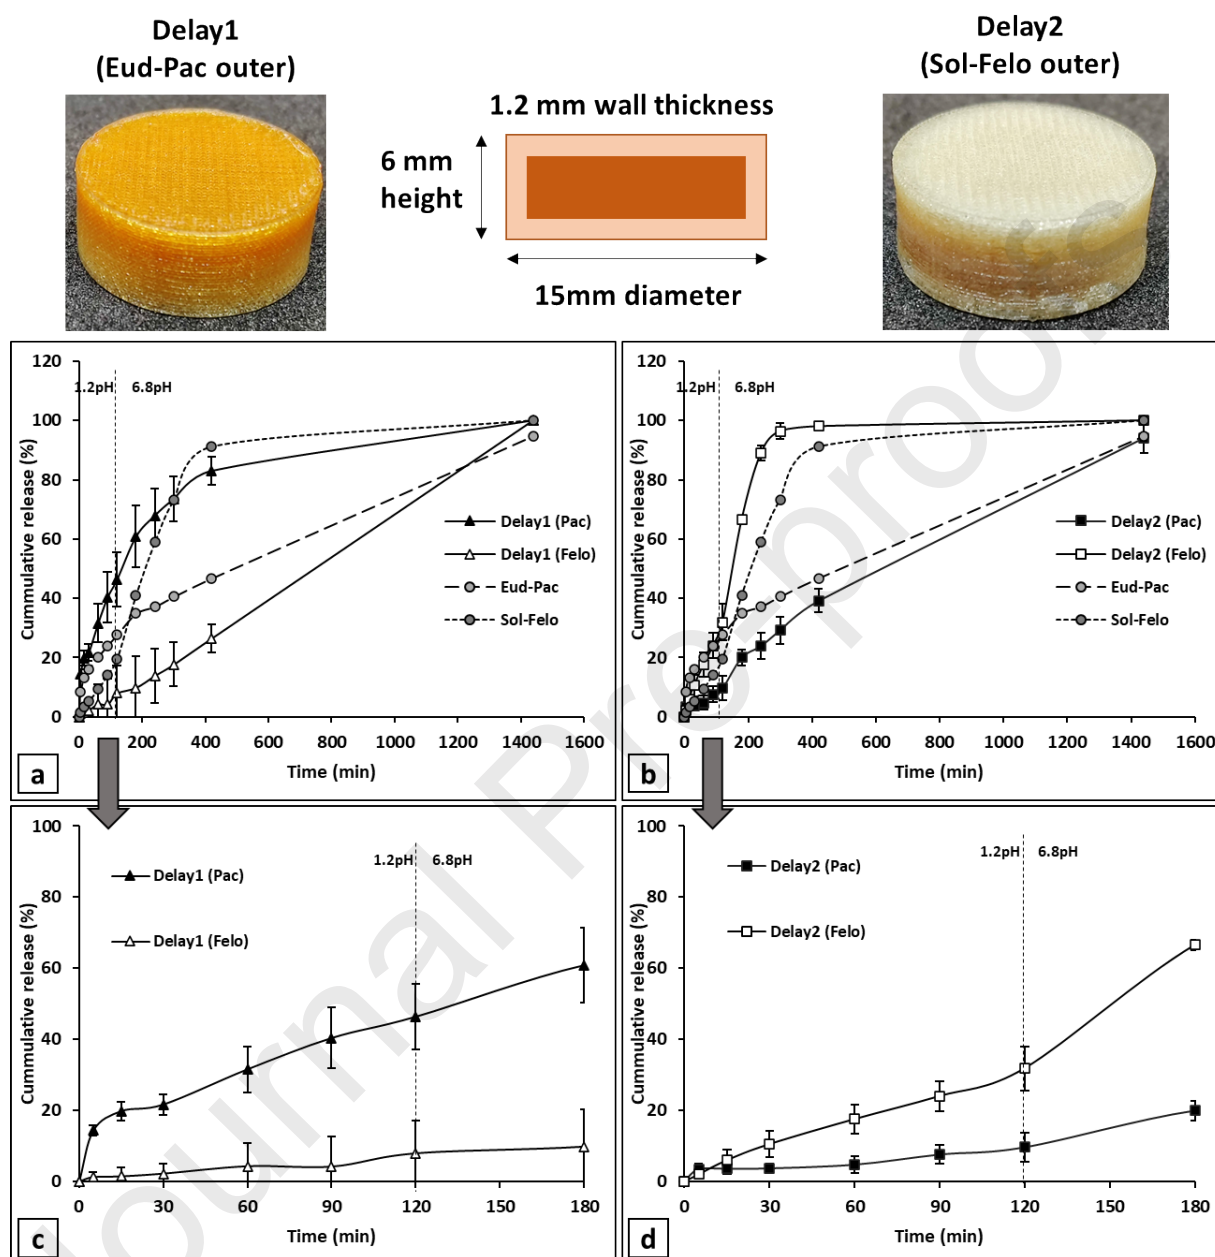 Delay1
(Eud-Pac outer)
Delay2
(Sol-Felo outer)
1.2 mm wall thickness
6 mm
height
15mm diameter
120
100
80
60
40
20
0
Cummulative release (%)
1.2pH
6.8pH
Delay1 (Pac)
Delay1 (Felo)
Eud-Pac
Sol-Felo
0 200 400 600 800 1000 1200 1400 1600
Time (min)
a
120
100
80
60
40
20
0
Cummulative release (%)
1.2pH
6.8pH
Delay2 (Pac)
Delay2 (Felo)
Eud-Pac
Sol-Felo
0 200 400 600 800 1000 1200 1400 1600
Time (min)
b
100
80
60
40
20
0
Cummulative release (%)
1.2pH
6.8pH
Delay1 (Pac)
Delay1 (Felo)
0 30 60 90 120 150 180
Time (min)
c
100
80
60
40
20
0
Cummulative release (%)
1.2pH
6.8pH
Delay2 (Pac)
Delay2 (Felo)
0 30 60 90 120 150 180
Time (min)
d
Journal Pre-proofs